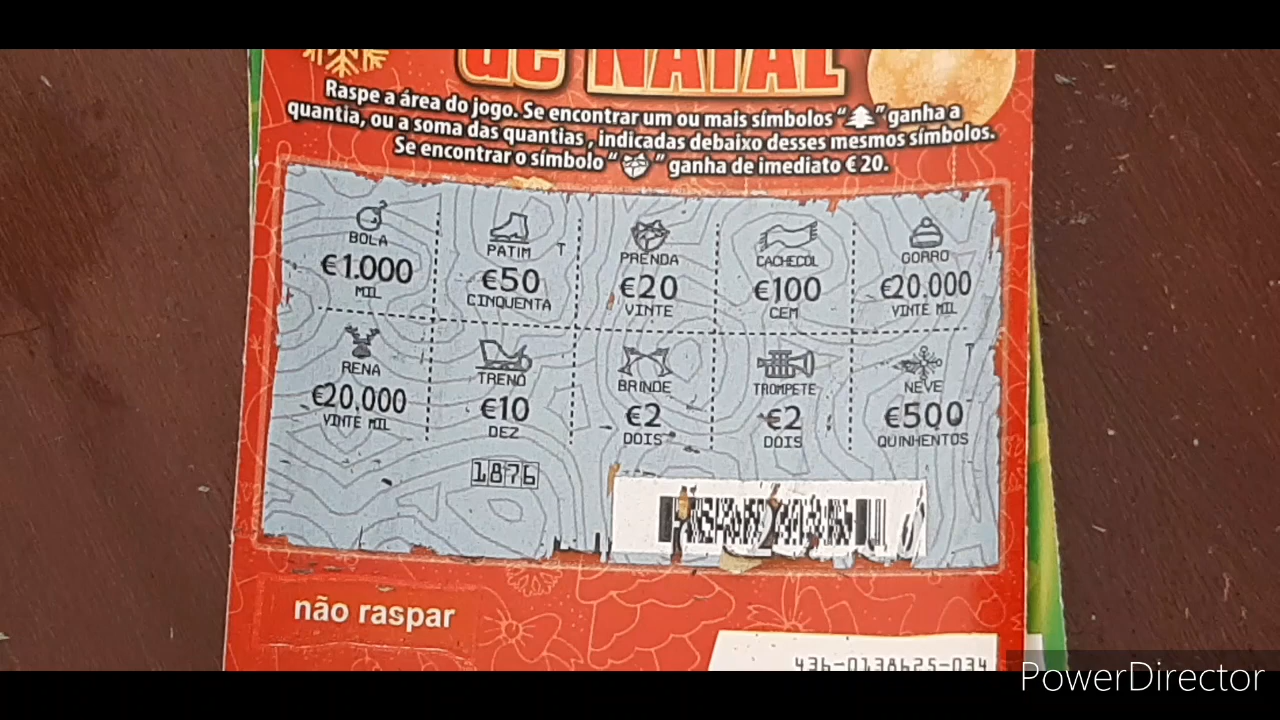 de NATAL
Raspe a área do jogo. Se encontrar um ou mais símbolos “ ” ganha a
quantia, ou a soma das quantias, indicadas debaixo desses mesmos símbolos.
Se encontrar o símbolo “ ” ganha de imediato € 20.
BOLA PATIM T PRENDA CACHECOL GORRO
€1.000 €50 €20 €100 €20.000
MIL CINQUENTA VINTE CEM VINTE MIL
RENA TRENO BRINDE TROMPETE NEVE T
€20.000 €10 €2 €2 €500
VINTE MIL DEZ DOIS DOIS QUINHENTOS
1876
não raspar
436-0138625-034
PowerDirector